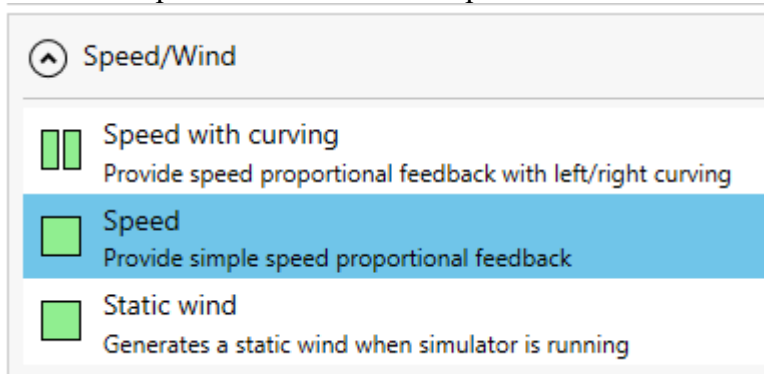 Speed/Wind
Speed with curving
Provide speed proportional feedback with left/right curving
Speed
Provide simple speed proportional feedback
Static wind
Generates a static wind when simulator is running